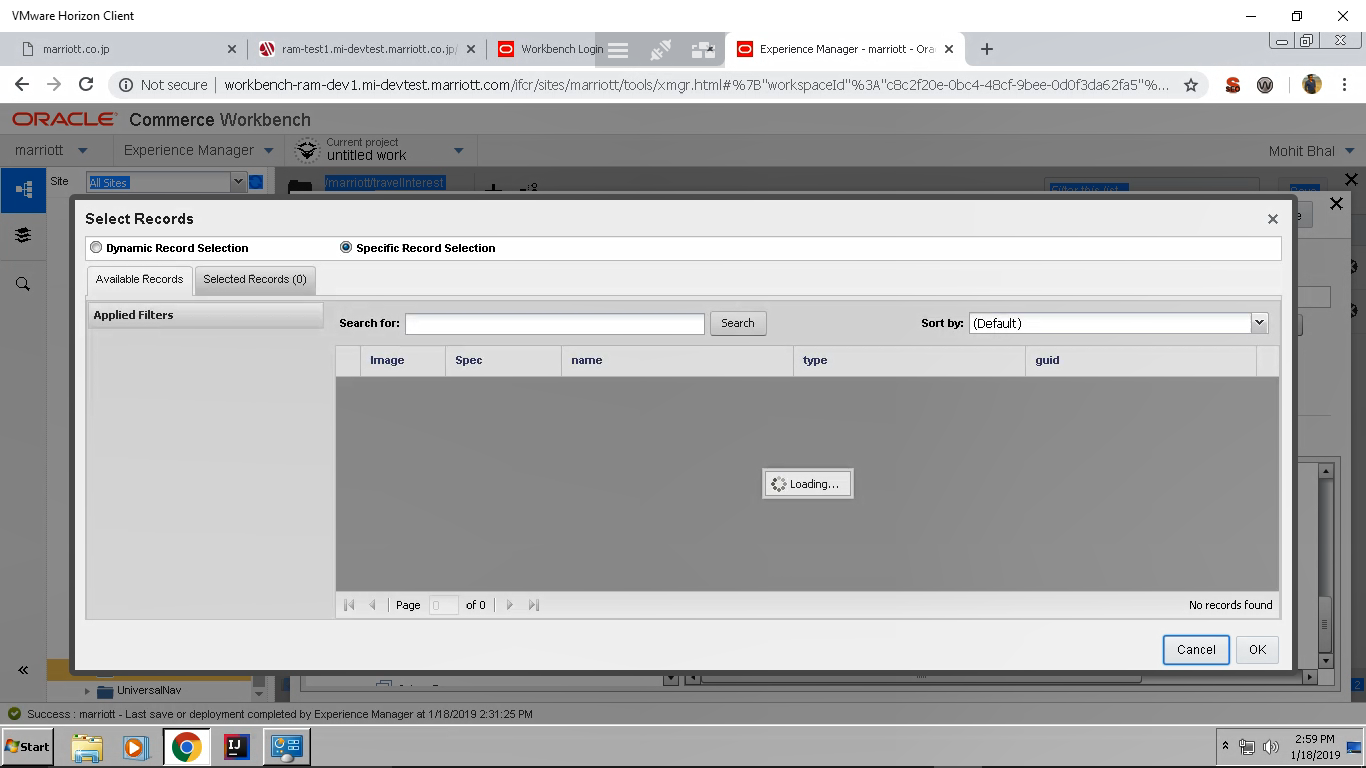 VMware Horizon Client
marriott.co.jp
ram-test1.mi-devtest.marriott.co.jp/
Workbench Login
Experience Manager - marriott - Ora
Not secure | workbench-ram-dev1.mi-devtest.marriott.com/ifcr/sites/marriott/tools/xmgr.html#%7B"workspaceId"%3A"c8c2f20e-0bc4-48cf-9bee-0d0f3da62fa5"%...
ORACLE Commerce Workbench
marriott
Experience Manager
Current project
untitled work
Mohit Bhal
Site
All Sites
/marriott/travelInterest
Filter this list...
Select Records
Dynamic Record Selection
Specific Record Selection
Available Records
Selected Records (0)
Applied Filters
Search for:
Search
Sort by:
(Default)
Image
Spec
name
type
guid
Loading...
Page
0
of 0
No records found
Cancel
OK
UniversalNav
2
Success : marriott - Last save or deployment completed by Experience Manager at 1/18/2019 2:31:25 PM
Start
IJ
2:59 PM
1/18/2019